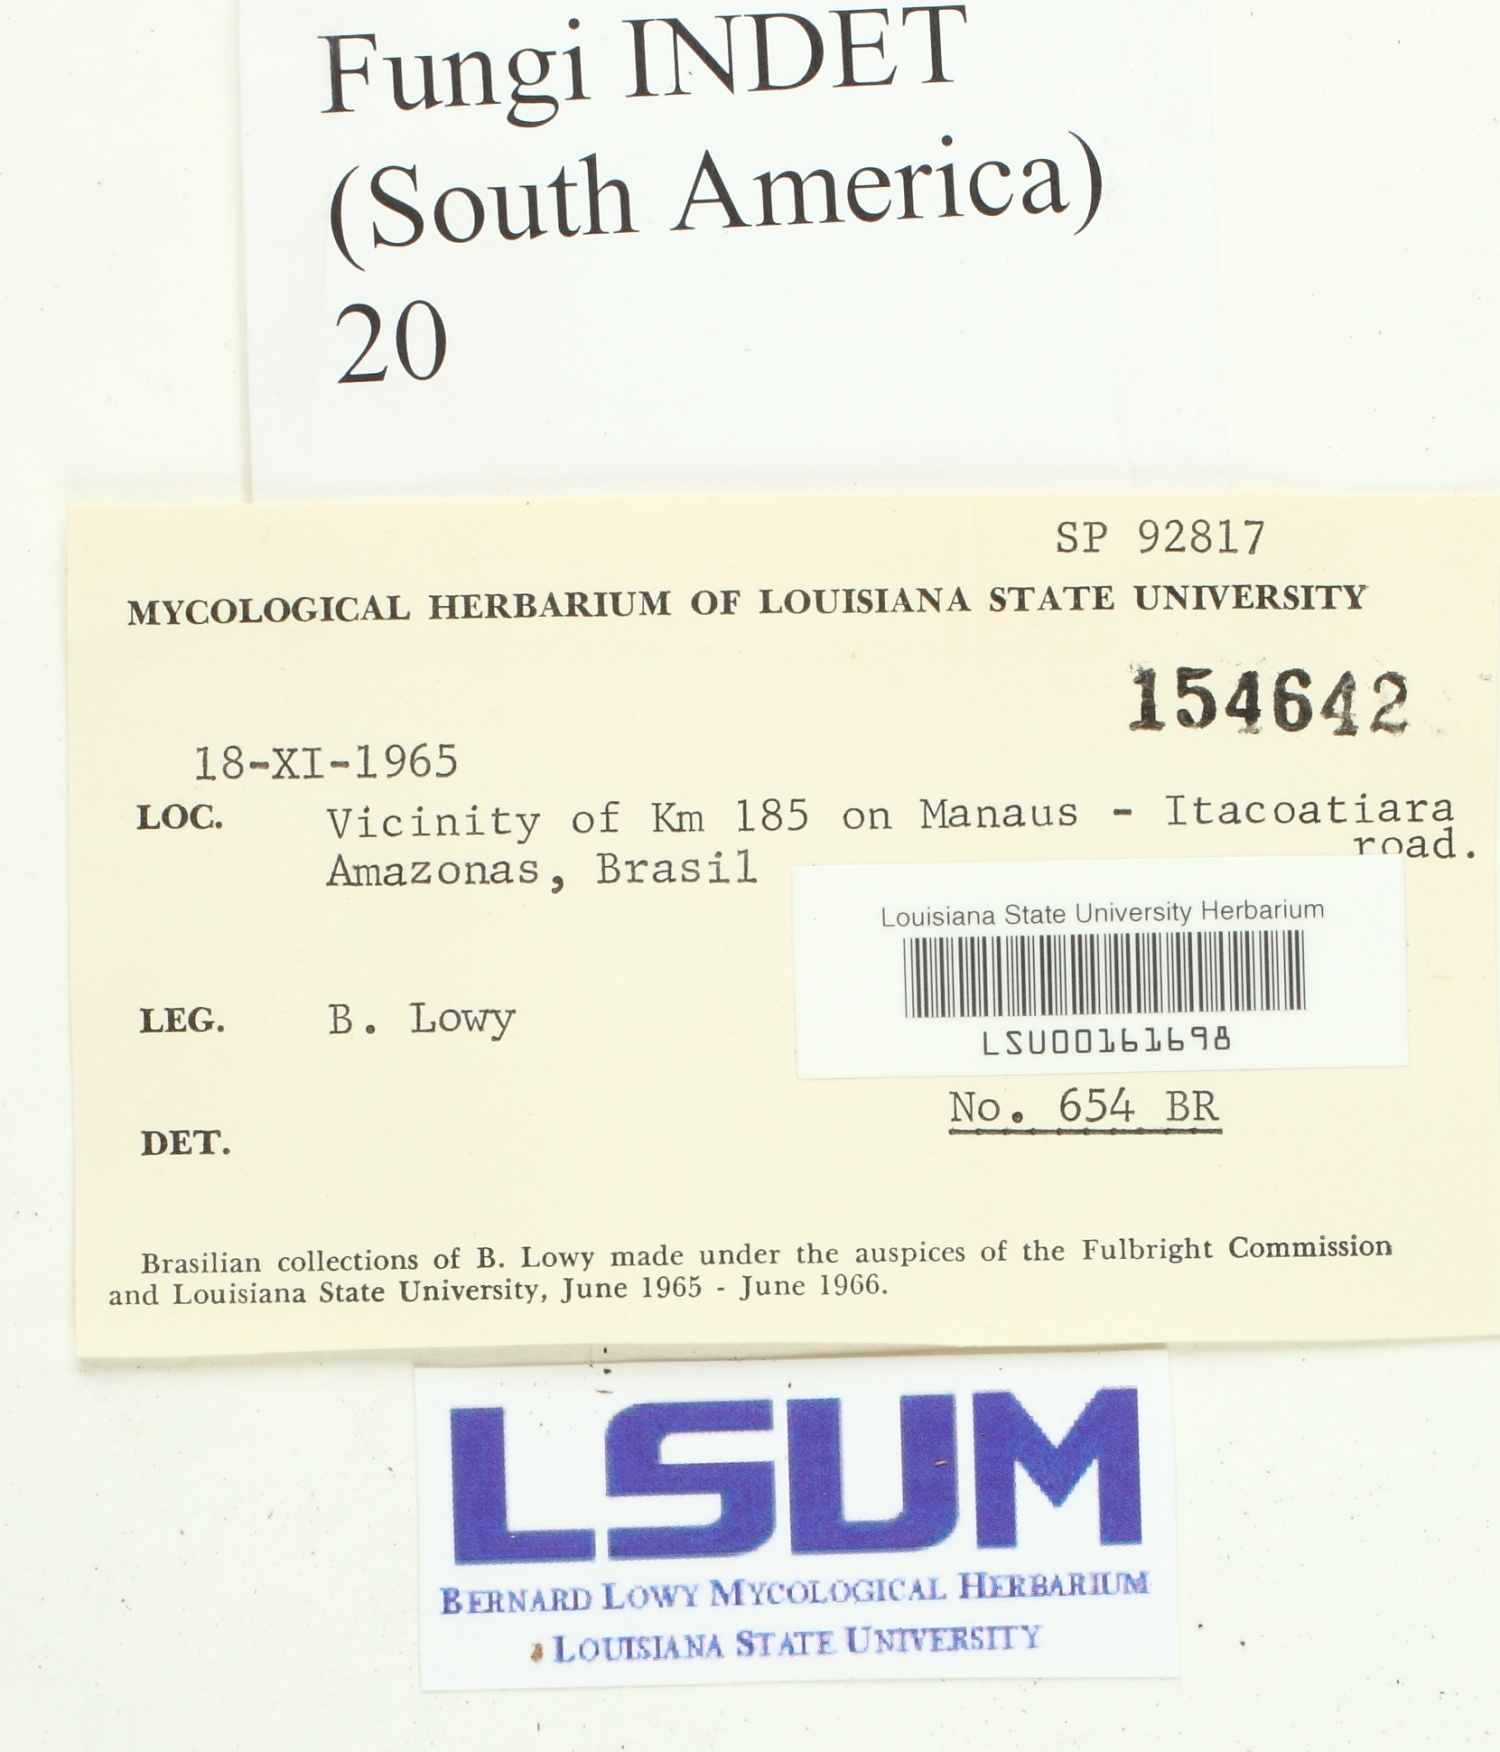 Fungi INDET
(South America)
20
SP 92817
MYCOLOGICAL HERBARIUM OF LOUISIANA STATE UNIVERSITY
154642
18-XI-1965
LOC. Vicinity of Km 185 on Manaus - Itacoatiara
road.
Amazonas, Brasil
Louisiana State University Herbarium
LSU00161698
LEG. B. Lowy
No. 654 BR
DET.
Brasilian collections of B. Lowy made under the auspices of the Fulbright Commission
and Louisiana State University, June 1965 - June 1966.
LSUM
BERNARD LOWY MYCOLOGICAL HERBARIUM
LOUISIANA STATE UNIVERSITY